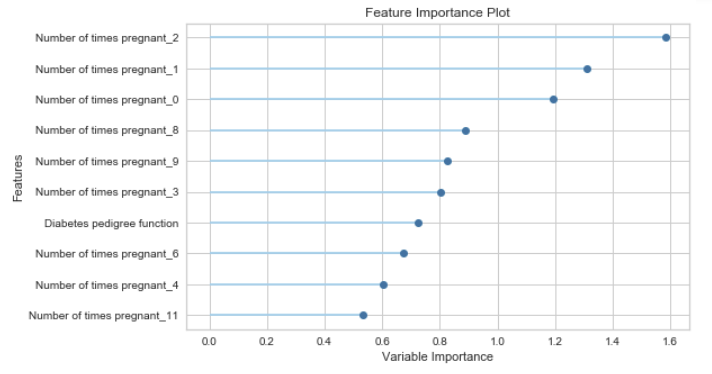 Feature Importance Plot
Number of times pregnant_2
Number of times pregnant_1
Number of times pregnant_0
Number of times pregnant_8
Number of times pregnant_9
Number of times pregnant_3
Diabetes pedigree function
Number of times pregnant_6
Number of times pregnant_4
Number of times pregnant_11
Features
0.0 0.2 0.4 0.6 0.8 1.0 1.2 1.4 1.6
Variable Importance